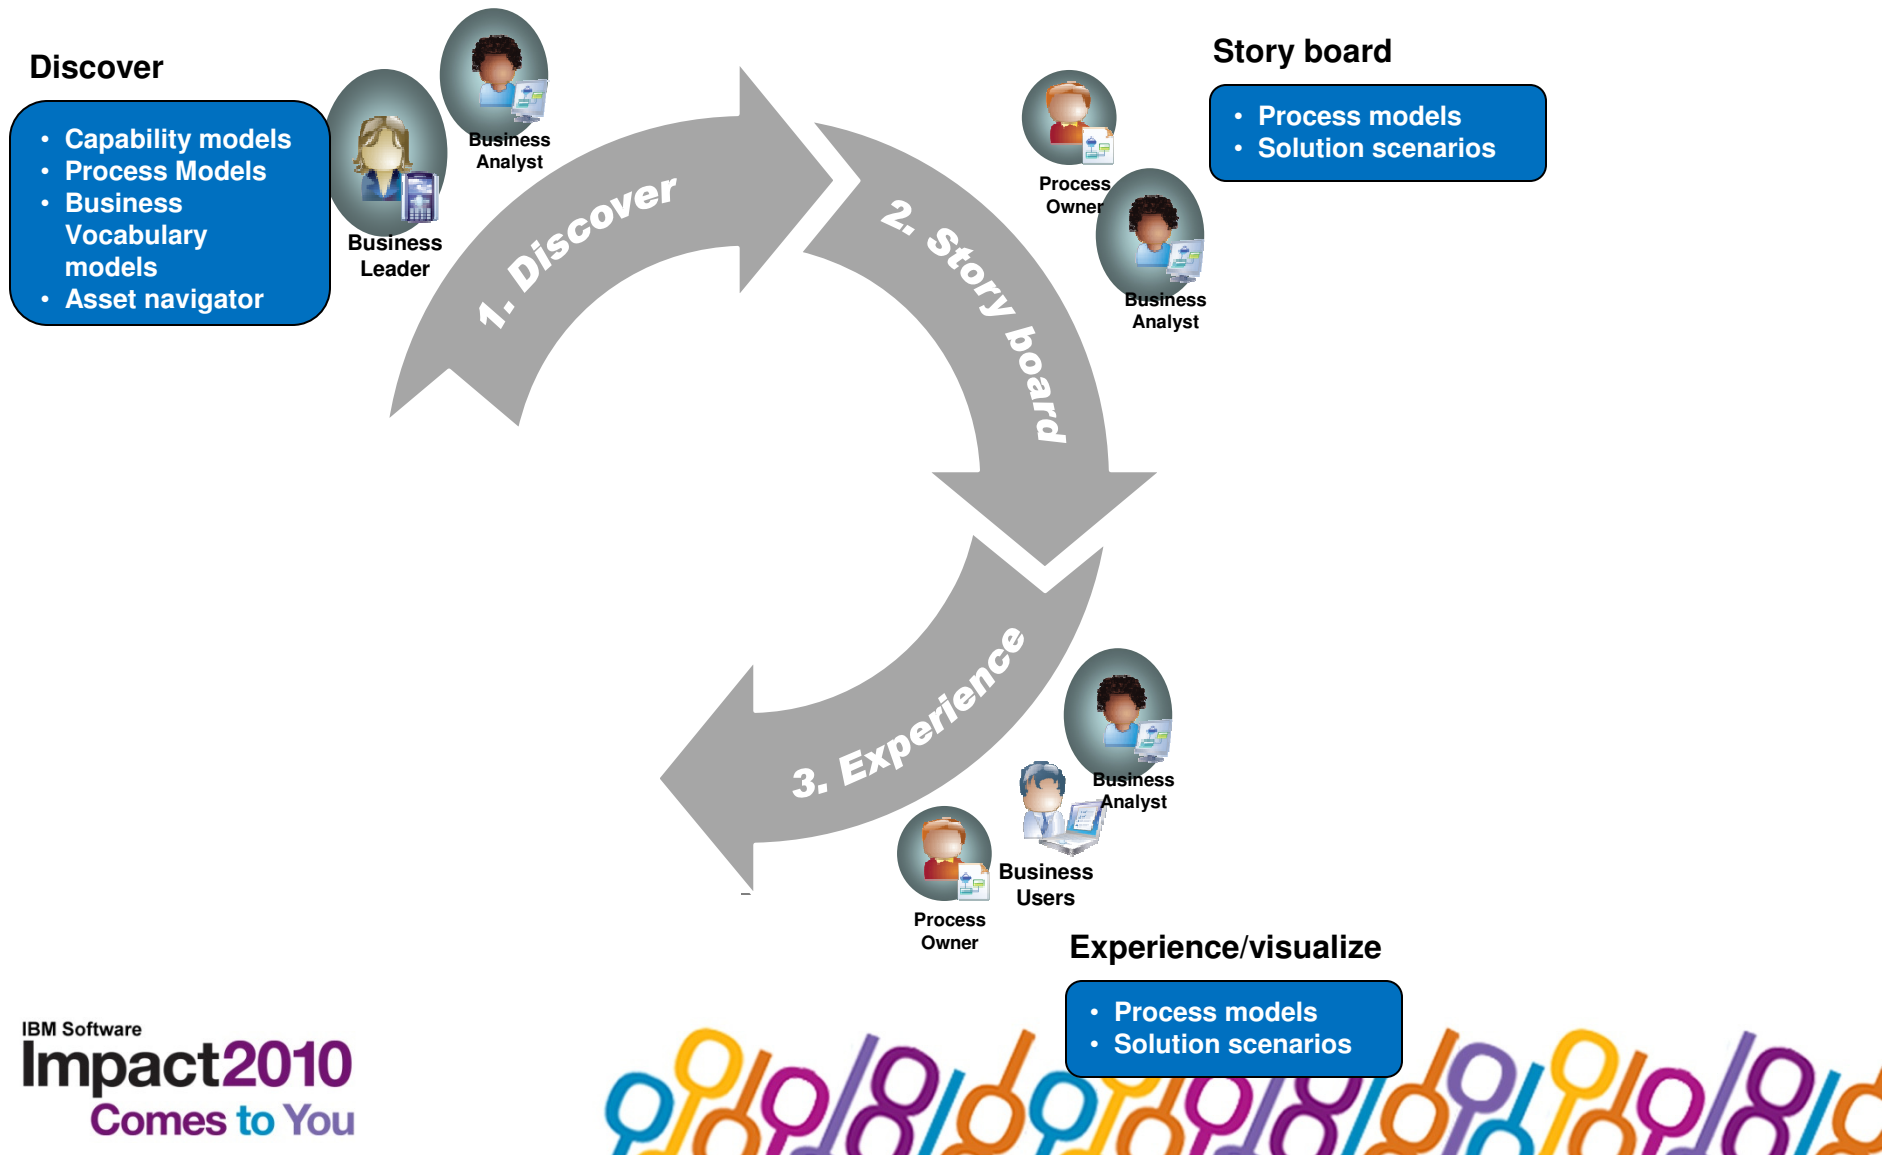 Discover
• Capability models
• Process Models
• Business
Vocabulary
models
• Asset navigator
Business
Analyst
Business
Leader
1. Discover
2. Story board
Story board
• Process models
• Solution scenarios
Process
Owner
Business
Analyst
3. Experience
Business
Analyst
Business
Users
Process
Owner
Experience/visualize
• Process models
• Solution scenarios
IBM Software
Impact2010
Comes to You